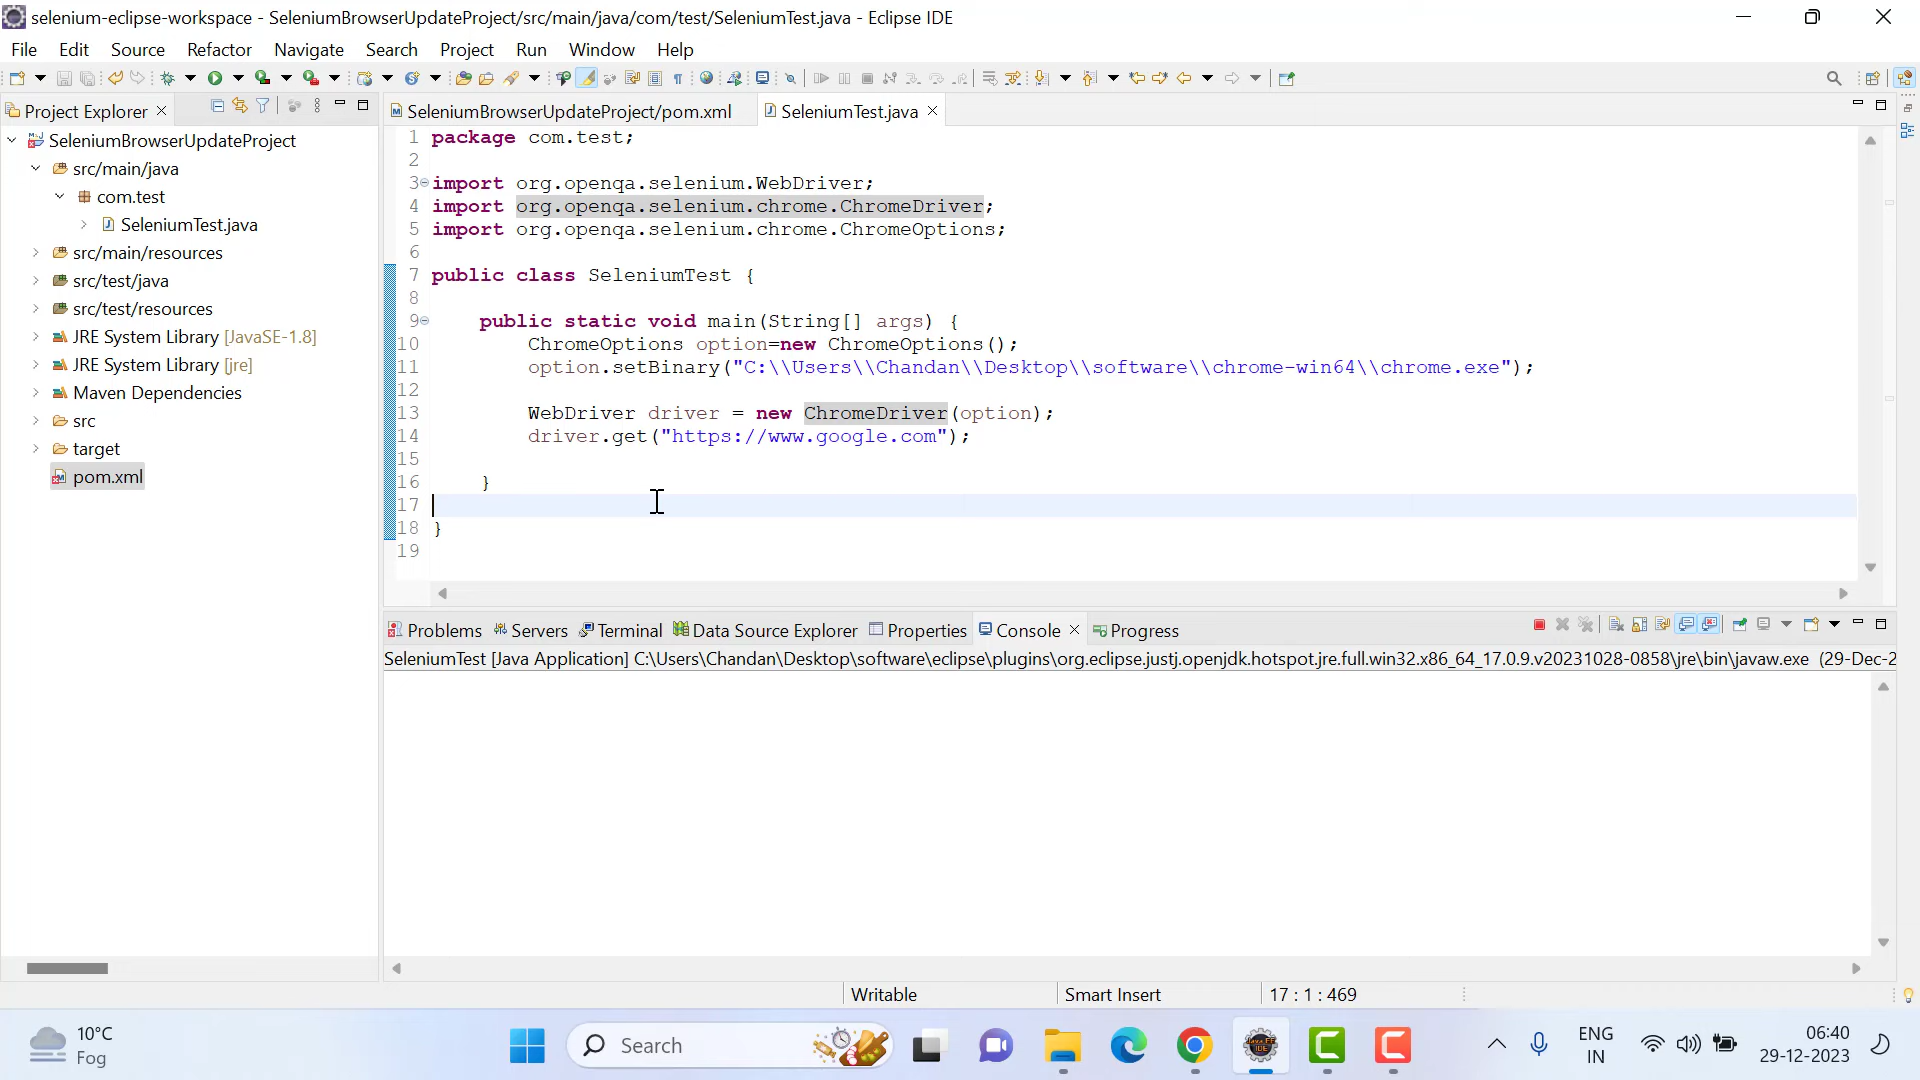 selenium-eclipse-workspace - SeleniumBrowserUpdateProject/src/main/java/com/test/SeleniumTest.java - Eclipse IDE
File Edit Source Refactor Navigate Search Project Run Window Help
Project Explorer
SeleniumBrowserUpdateProject
src/main/java
com.test
SeleniumTest.java
src/main/resources
src/test/java
src/test/resources
JRE System Library [JavaSE-1.8]
JRE System Library [jre]
Maven Dependencies
src
target
pom.xml
SeleniumBrowserUpdateProject/pom.xml SeleniumTest.java
1 package com.test;
2
3 import org.openqa.selenium.WebDriver;
4 import org.openqa.selenium.chrome.ChromeDriver;
5 import org.openqa.selenium.chrome.ChromeOptions;
6
7 public class SeleniumTest {
8
9 public static void main(String[] args) {
10 ChromeOptions option=new ChromeOptions();
11 option.setBinary("C:\\Users\\Chandan\\Desktop\\software\\chrome-win64\\chrome.exe");
12
13 WebDriver driver = new ChromeDriver(option);
14 driver.get("https://www.google.com");
15
16 }
17
18 }
19
Problems Servers Terminal Data Source Explorer Properties Console Progress
SeleniumTest [Java Application] C:\Users\Chandan\Desktop\software\eclipse\plugins\org.eclipse.justj.openjdk.hotspot.jre.full.win32.x86_64_17.0.9.v20231028-0858\jre\bin\javaw.exe (29-Dec-2
Writable Smart Insert 17 : 1 : 469
10°C
Fog
Search
ENG
IN
06:40
29-12-2023